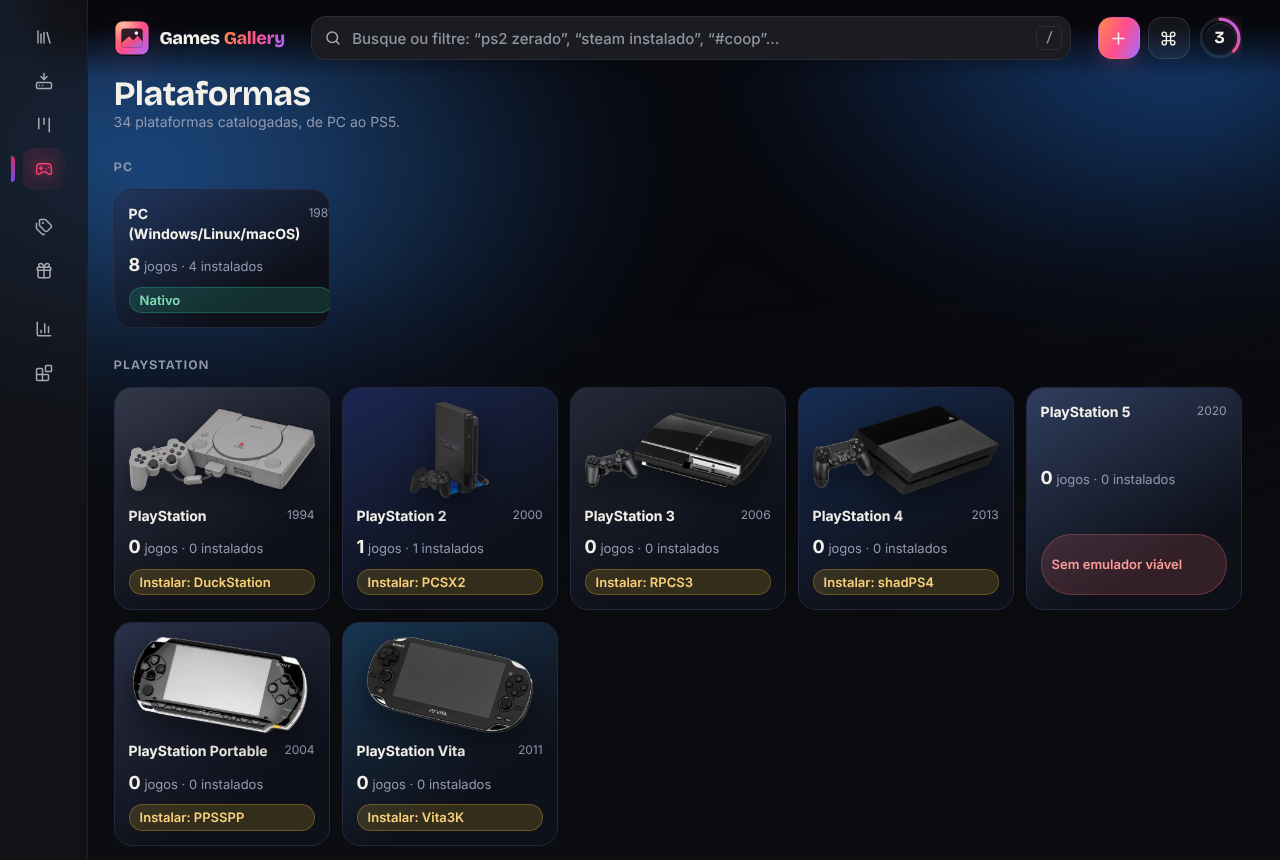 Games Gallery
Busque ou filtre: “ps2 zerado”, “steam instalado”, “#coop”…
/
3
Plataformas
34 plataformas catalogadas, de PC ao PS5.
PC
PC
(Windows/Linux/macOS)
8 jogos · 4 instalados
Nativo
PLAYSTATION
PlayStation 1994
0 jogos · 0 instalados
Instalar: DuckStation
PlayStation 2 2000
1 jogos · 1 instalados
Instalar: PCSX2
PlayStation 3 2006
0 jogos · 0 instalados
Instalar: RPCS3
PlayStation 4 2013
0 jogos · 0 instalados
Instalar: shadPS4
PlayStation 5 2020
0 jogos · 0 instalados
Sem emulador viável
PlayStation Portable 2004
0 jogos · 0 instalados
Instalar: PPSSPP
PlayStation Vita 2011
0 jogos · 0 instalados
Instalar: Vita3K